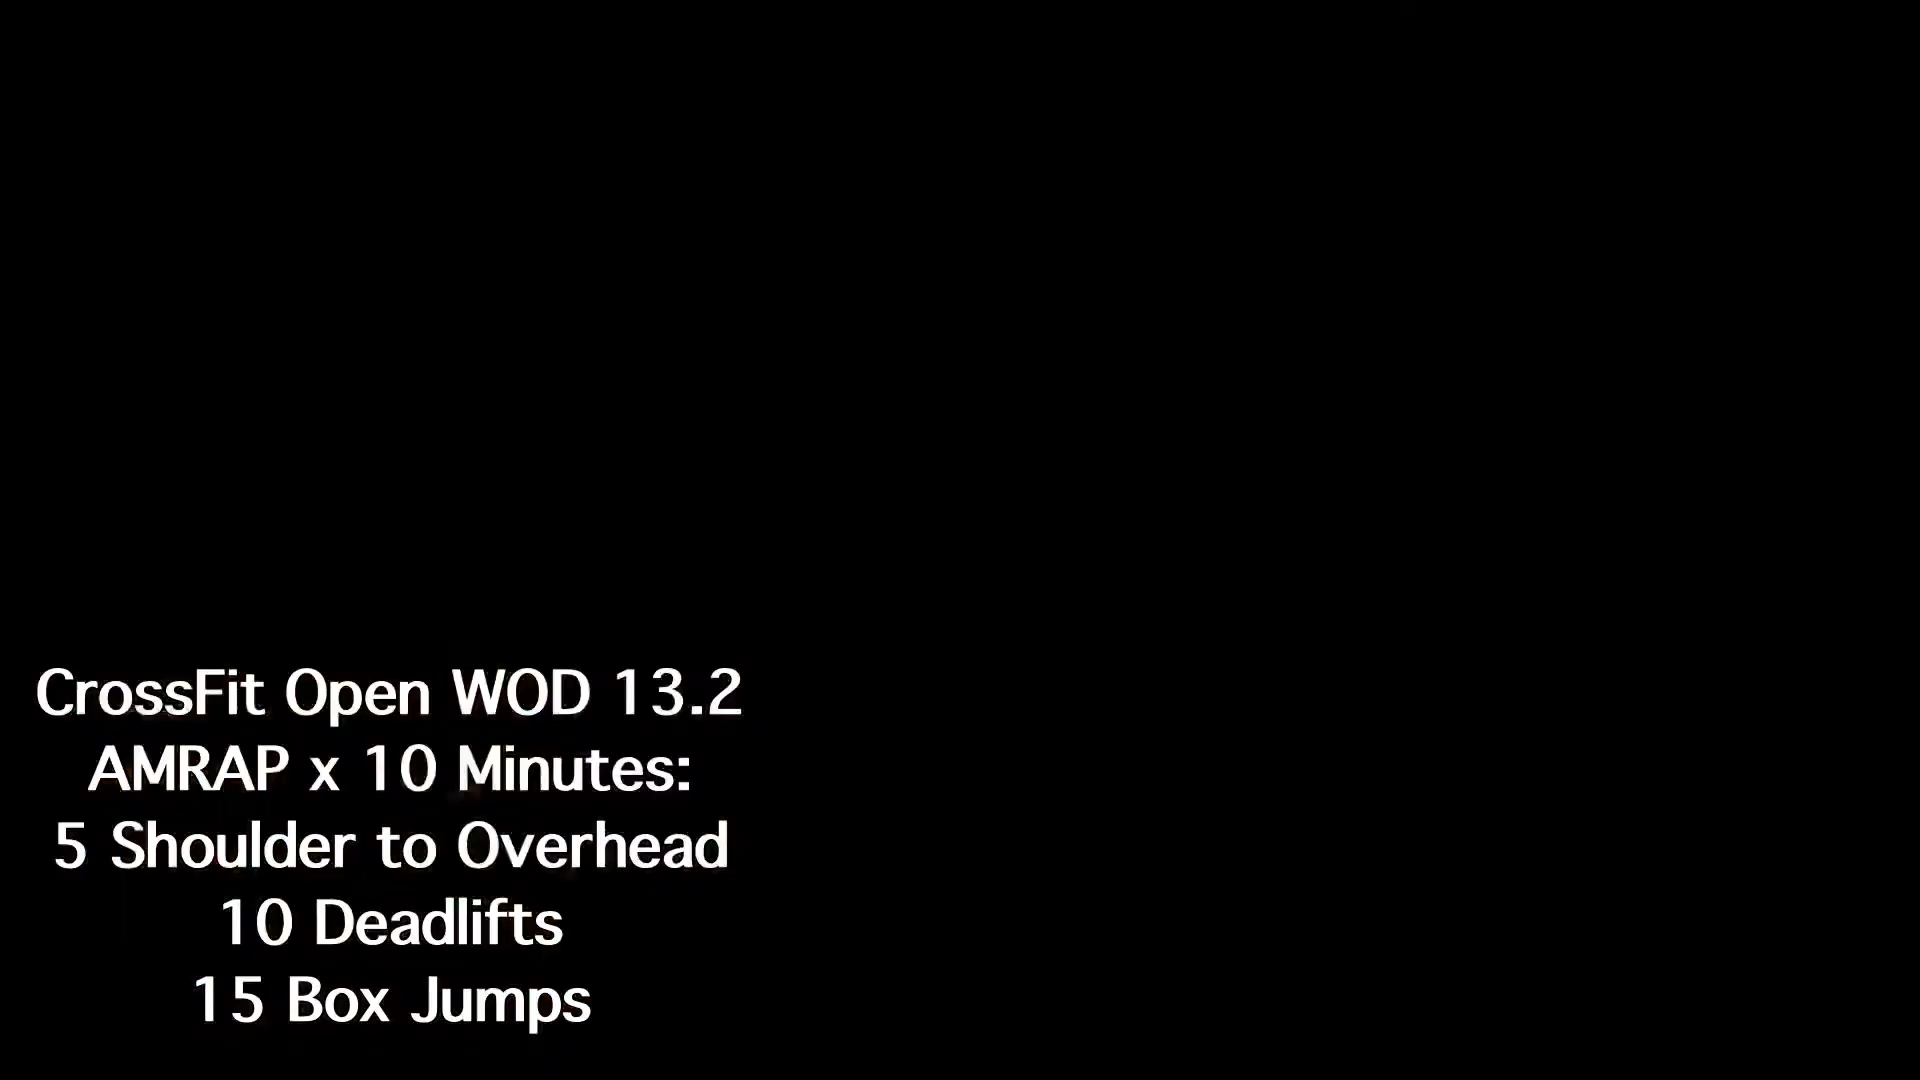 CrossFit Open WOD 13.2
AMRAP x 10 Minutes:
5 Shoulder to Overhead
10 Deadlifts
15 Box Jumps